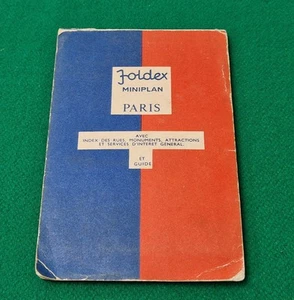 Foldex
MINIPLAN
PARIS
AVEC
INDEX DES RUES, MONUMENTS, ATTRACTIONS
ET SERVICES D'INTERET GENERAL.
ET
GUIDE